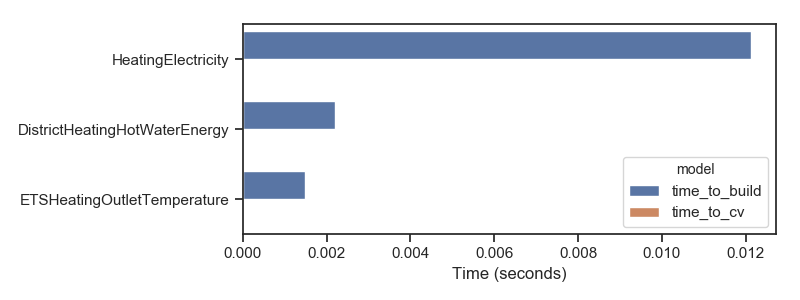 HeatingElectricity
DistrictHeatingHotWaterEnergy
ETSHeatingOutletTemperature
model
time_to_build
time_to_cv
0.000 0.002 0.004 0.006 0.008 0.010 0.012
Time (seconds)